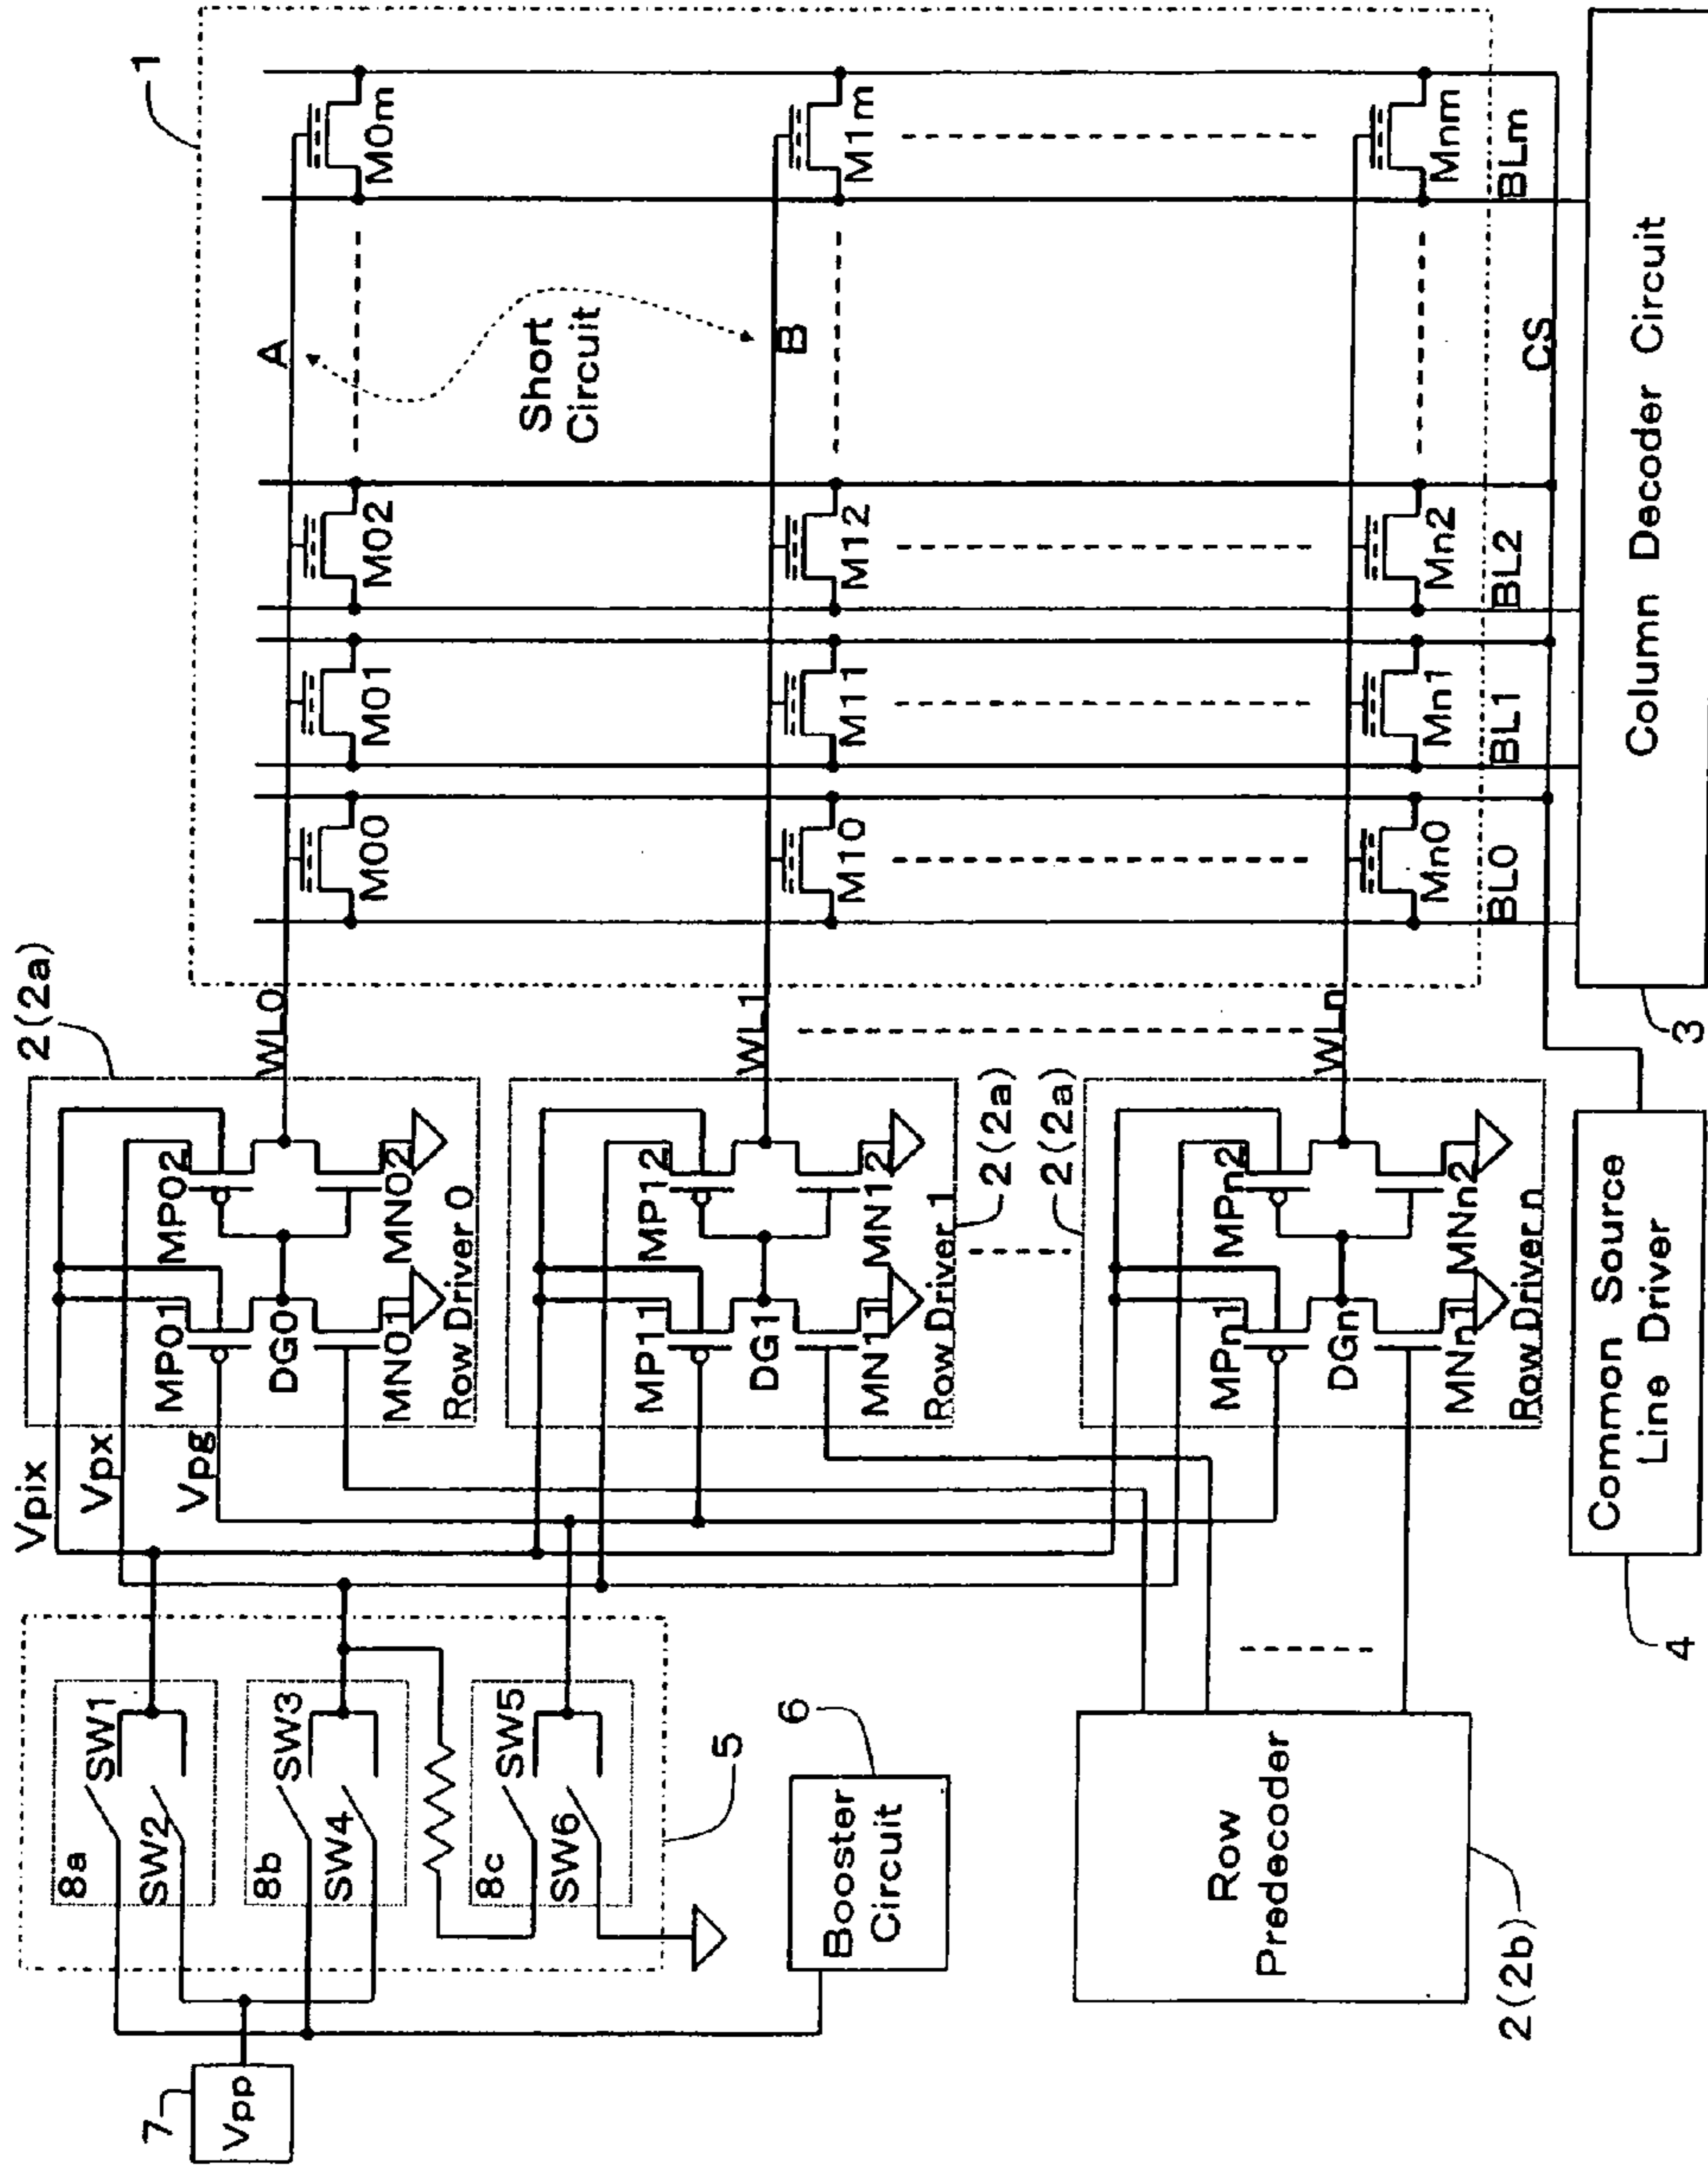 1
2(2a)
Vpix
Vpx
Vpg
MP01
MP02
DG0
MN01
MN02
Row Driver 0
WL0
A
M00
M01
M02
M0m
Short
Circuit
MP11
MP12
DG1
MN11
MN12
Row Driver 1
2(2a)
WL1
B
M10
M11
M12
M1m
2(2a)
MPn1
MPn2
DGn
MNn1
MNn2
Row Driver n
WLn
Mn0
Mn1
Mn2
Mnm
BL0
BL1
BL2
BLm
CS
8a
SW1
SW2
8b
SW3
SW4
8c
SW5
SW6
5
7
Vpp
6
Booster
Circuit
Row
Predecoder
2(2b)
Common Source
Line Driver
4
Column Decoder Circuit
3